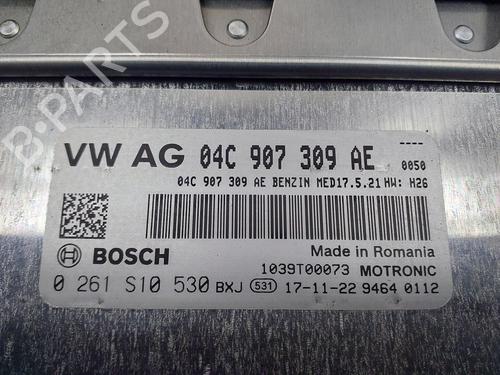 VW AG 04C 907 309 AE
----
0050
04C 907 309 AE BENZIN MED17.5.21 HW: H26
BOSCH
Made in Romania
1039T00073 MOTRONIC
0 261 S10 530 BXJ 531 17-11-22 9464 0112
B-PARTS